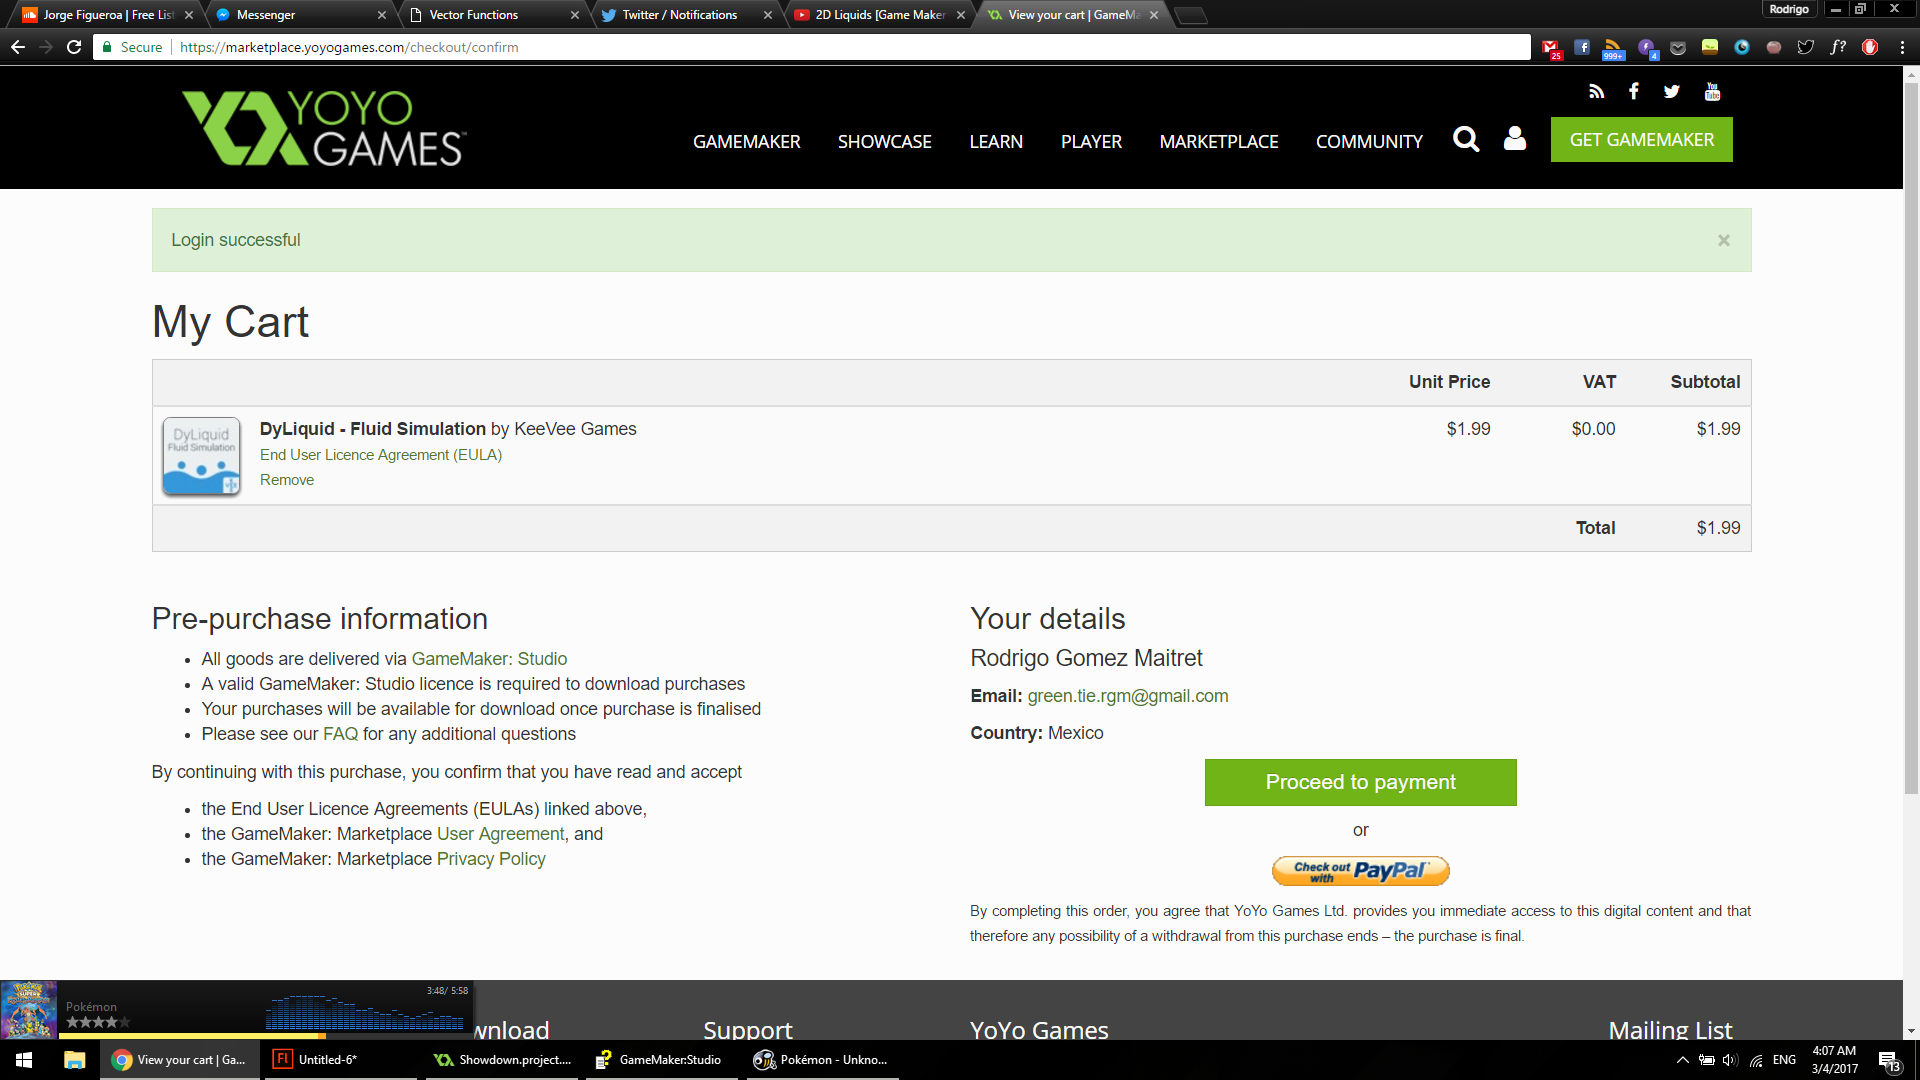 Jorge Figueroa | Free List
Messenger
Vector Functions
Twitter / Notifications
2D Liquids [Game Maker
View your cart | GameMa
Rodrigo
Secure
https://marketplace.yoyogames.com/checkout/confirm
25
999+
4
f?
YOYO
GAMES™
You
Tube
GAMEMAKER
SHOWCASE
LEARN
PLAYER
MARKETPLACE
COMMUNITY
GET GAMEMAKER
Login successful
×
My Cart
Unit Price
VAT
Subtotal
DyLiquid
Fluid Simulation
DyLiquid - Fluid Simulation by KeeVee Games
$1.99
$0.00
$1.99
End User Licence Agreement (EULA)
Remove
Total
$1.99
Pre-purchase information
• All goods are delivered via GameMaker: Studio
• A valid GameMaker: Studio licence is required to download purchases
• Your purchases will be available for download once purchase is finalised
• Please see our FAQ for any additional questions
By continuing with this purchase, you confirm that you have read and accept
• the End User Licence Agreements (EULAs) linked above,
• the GameMaker: Marketplace User Agreement, and
• the GameMaker: Marketplace Privacy Policy
Your details
Rodrigo Gomez Maitret
Email: green.tie.rgm@gmail.com
Country: Mexico
Proceed to payment
or
Check out
with PayPal
By completing this order, you agree that YoYo Games Ltd. provides you immediate access to this digital content and that
therefore any possibility of a withdrawal from this purchase ends – the purchase is final.
Pokémon
3:48/ 5:58
wnload
Support
YoYo Games
Mailing List
View your cart | Ga...
Fl
Untitled-6*
Showdown.project....
GameMaker:Studio
Pokémon - Unkno...
ENG
4:07 AM
3/4/2017
13